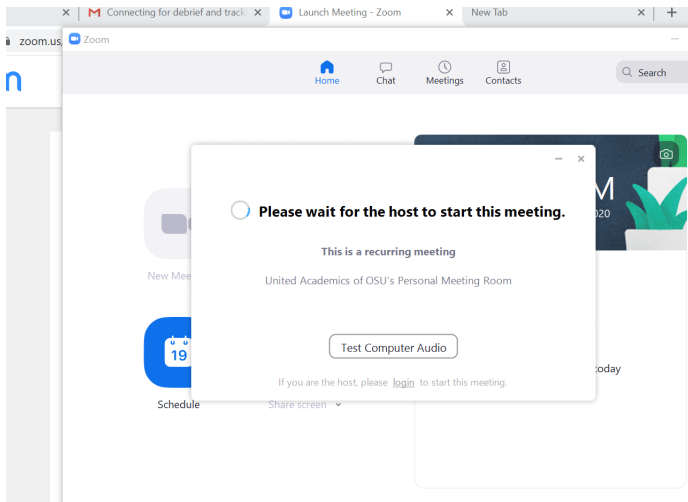 Connecting for debrief and track
Launch Meeting - Zoom
New Tab
zoom.us
Zoom
Home
Chat
Meetings
Contacts
Search
M
2020
Please wait for the host to start this meeting.
This is a recurring meeting
United Academics of OSU's Personal Meeting Room
Test Computer Audio
If you are the host, please login to start this meeting.
New Mee
19
today
Schedule
Share screen